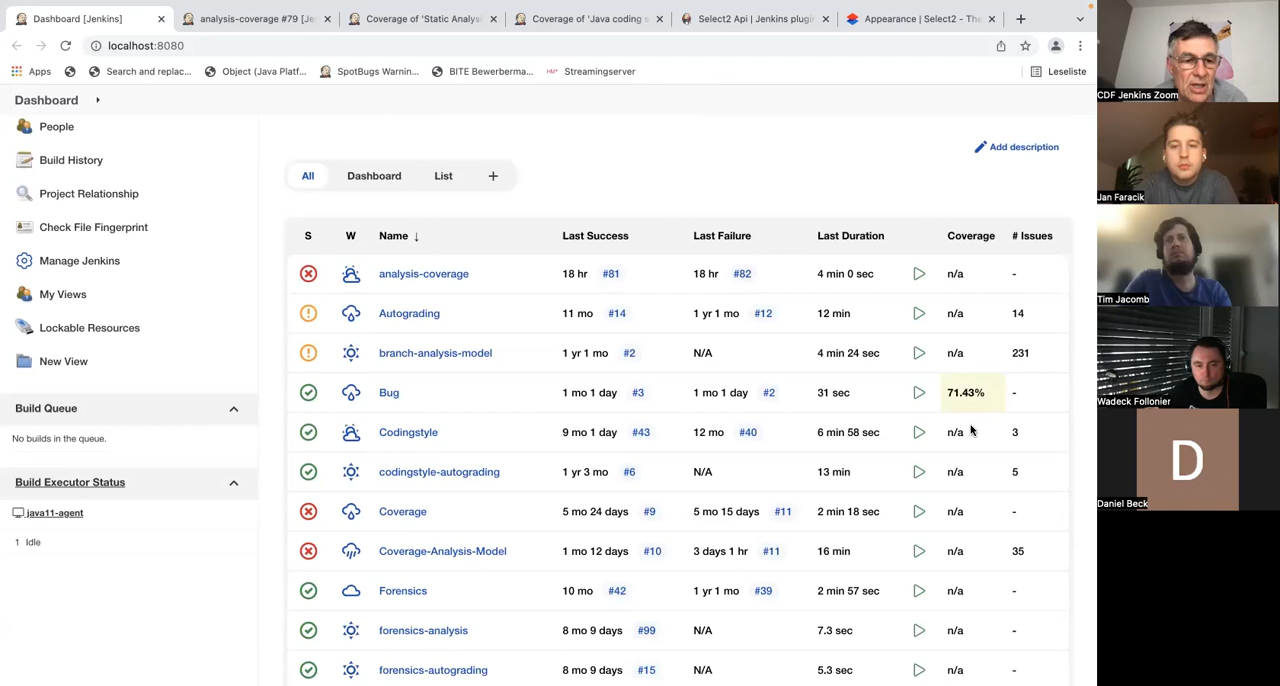 Dashboard [Jenkins]
analysis-coverage #79 [Je
Coverage of 'Static Analys
Coverage of 'Java coding s
Select2 Api | Jenkins plugin
Appearance | Select2 - The
localhost:8080
Apps
Search and replac...
Object (Java Platf...
SpotBugs Warnin...
BITE Bewerberma...
Streamingserver
Leseliste
Dashboard
People
Build History
Project Relationship
Check File Fingerprint
Manage Jenkins
My Views
Lockable Resources
New View
Build Queue
No builds in the queue.
Build Executor Status
java11-agent
1 Idle
Add description
All Dashboard List +
S W Name ↓ Last Success Last Failure Last Duration Coverage # Issues
analysis-coverage 18 hr #81 18 hr #82 4 min 0 sec n/a -
Autograding 11 mo #14 1 yr 1 mo #12 12 min n/a 14
branch-analysis-model 1 yr 1 mo #2 N/A 4 min 24 sec n/a 231
Bug 1 mo 1 day #3 1 mo 1 day #2 31 sec 71.43% -
Codingstyle 9 mo 1 day #43 12 mo #40 6 min 58 sec n/a 3
codingstyle-autograding 1 yr 3 mo #6 N/A 13 min n/a 5
Coverage 5 mo 24 days #9 5 mo 15 days #11 2 min 18 sec n/a -
Coverage-Analysis-Model 1 mo 12 days #10 3 days 1 hr #11 16 min n/a 35
Forensics 10 mo #42 1 yr 1 mo #39 2 min 57 sec n/a -
forensics-analysis 8 mo 9 days #99 N/A 7.3 sec n/a -
forensics-autograding 8 mo 9 days #15 N/A 5.3 sec n/a -
CDF Jenkins Zoom
Jan Faracik
Tim Jacomb
Wadeck Follonier
D
Daniel Beck